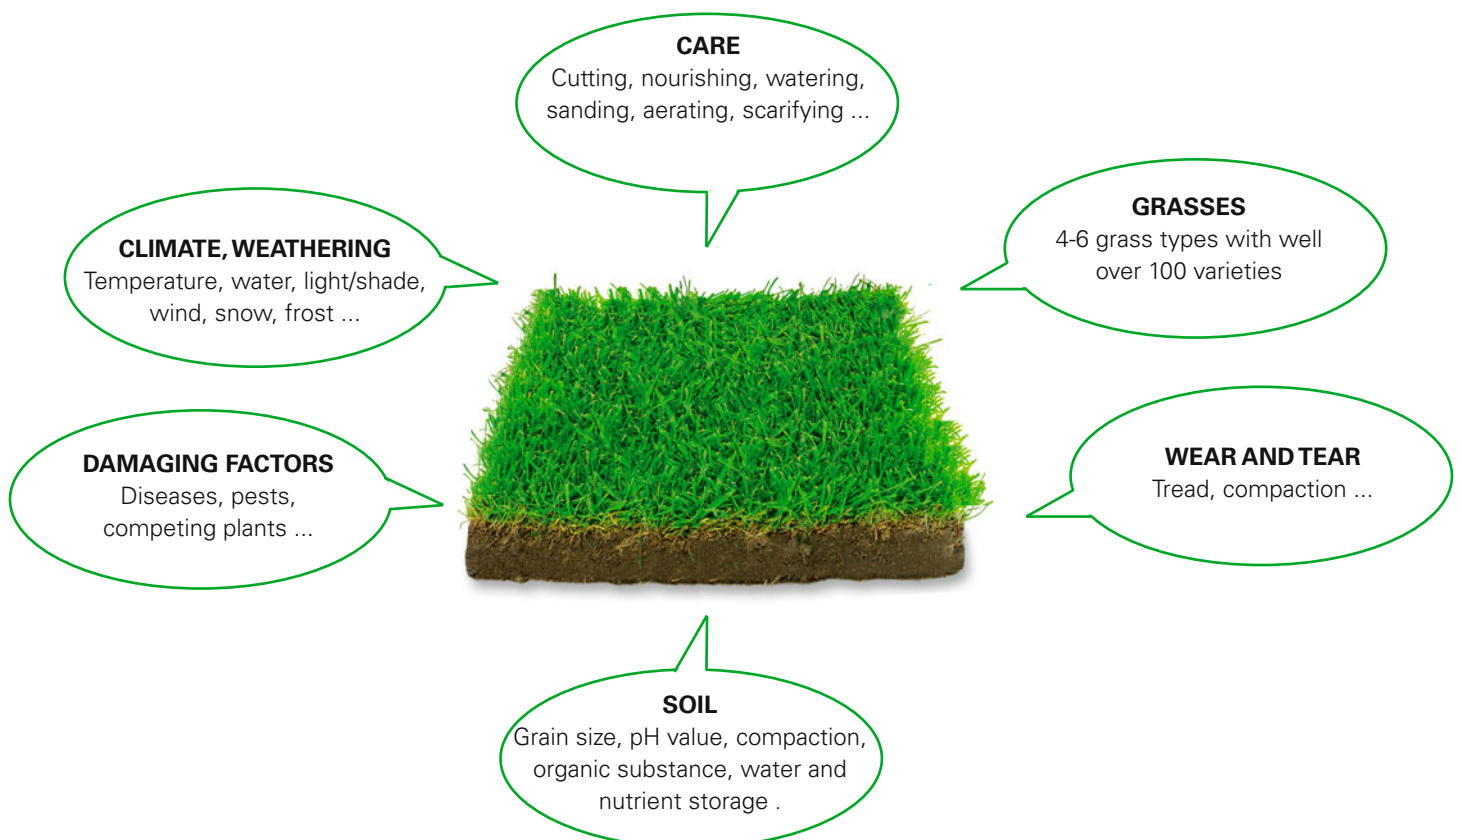 CARE
Cutting, nourishing, watering,
sanding, aerating, scarifying ...
CLIMATE, WEATHERING
Temperature, water, light/shade,
wind, snow, frost ...
GRASSES
4-6 grass types with well
over 100 varieties
DAMAGING FACTORS
Diseases, pests,
competing plants ...
WEAR AND TEAR
Tread, compaction ...
SOIL
Grain size, pH value, compaction,
organic substance, water and
nutrient storage .